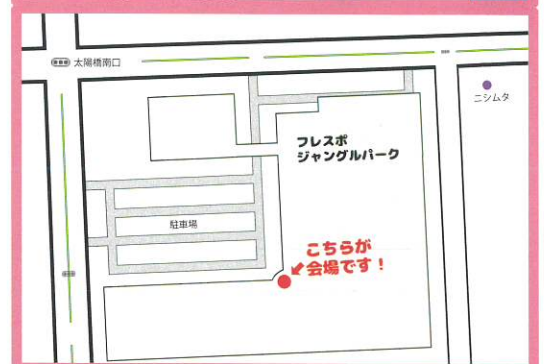 太陽橋南口
ニシムタ
フレスポ
ジャングルパーク
駐車場
こちらが
会場です！